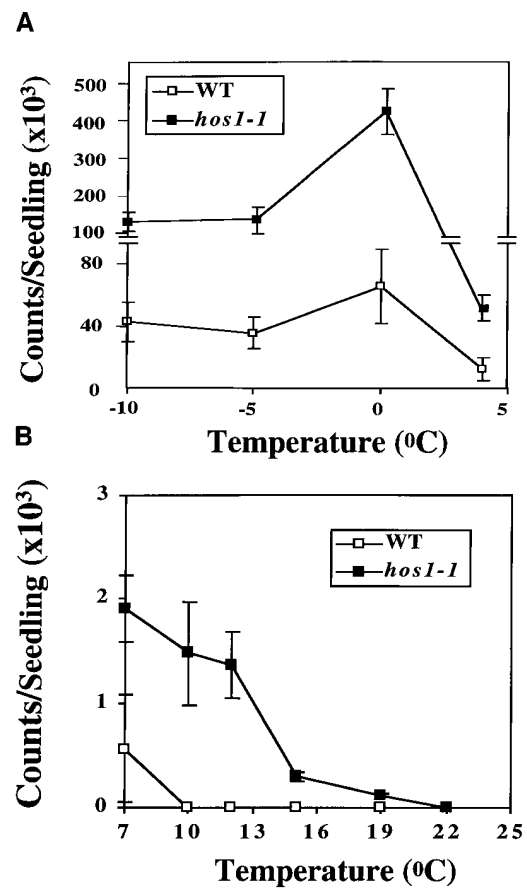 A
Counts/Seedling (x10³)
500
400
300
200
100
80
40
0
WT
hos1-1
-10
-5
0
5
Temperature (⁰C)
B
Counts/Seedling (x10³)
3
2
1
0
WT
hos1-1
7
10
13
16
19
22
25
Temperature (⁰C)